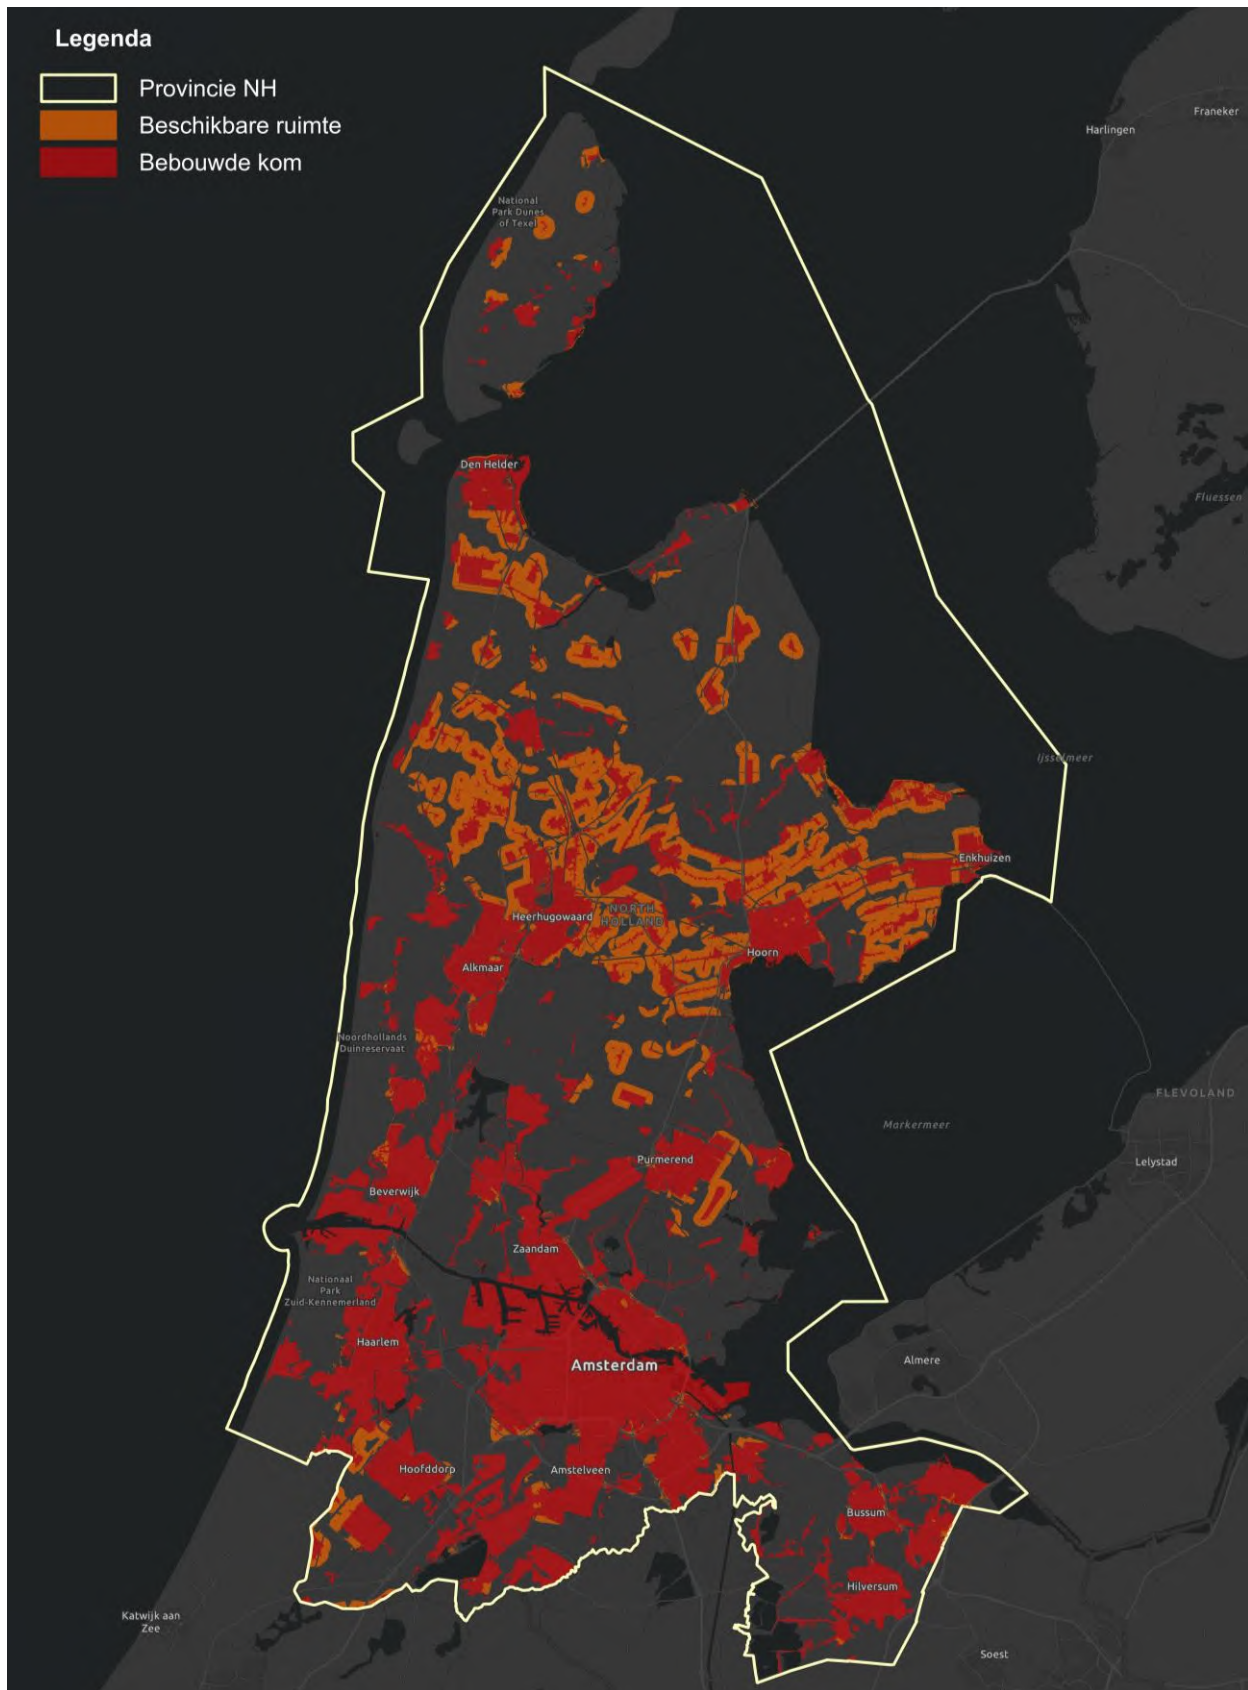 Legenda
Provincie NH
Beschikbare ruimte
Bebouwde kom
Franeker
Harlingen
National
Park Dunes
of Texel
Den Helder
Fluessen
Ijsselmeer
Enkhuizen
NORTH
HOLLAND
Heerhugowaard
Hoorn
Alkmaar
Noordhollands
Duinreservaat
FLEVOLAND
Markermeer
Purmerend
Lelystad
Beverwijk
Zaandam
Nationaal
Park
Zuid-Kennemerland
Haarlem
Amsterdam
Almere
Hoofddorp
Amstelveen
Bussum
Hilversum
Katwijk aan
Zee
Soest